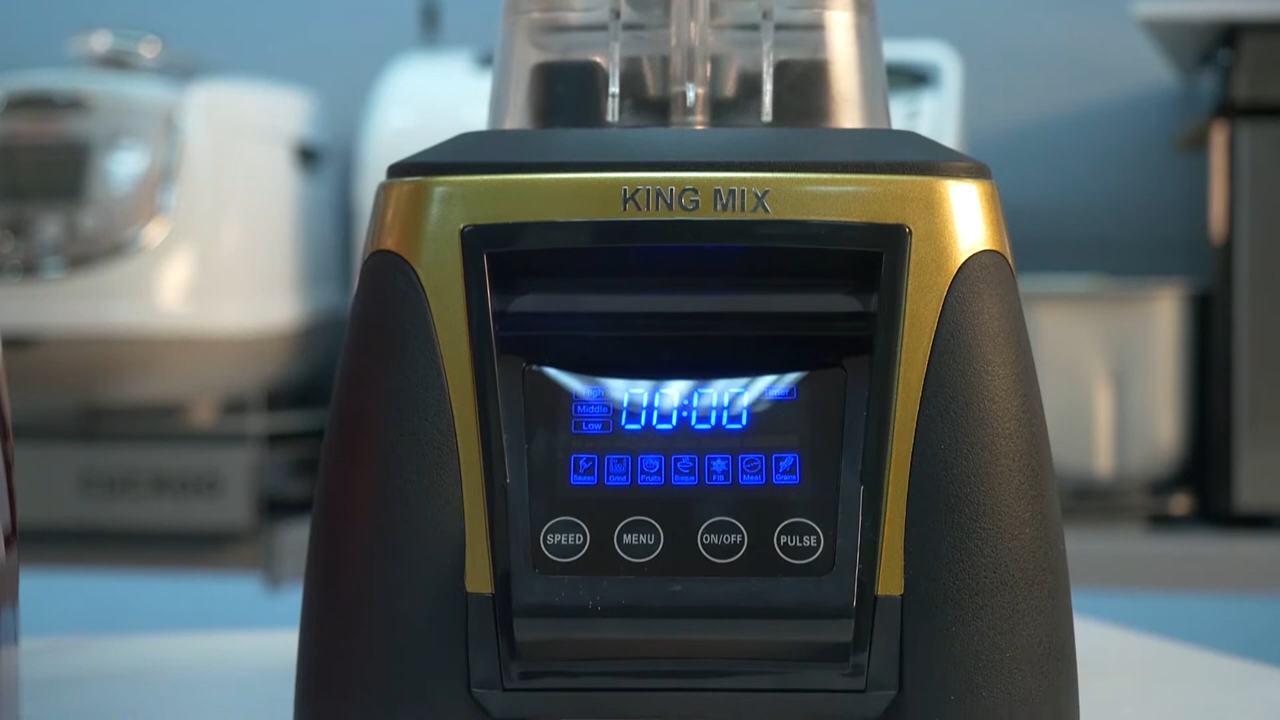 KING MIX
High 00:00 Timer
Middle
Low
Sauces Grind Fruits Bisque Meat Grains
SPEED MENU ON/OFF PULSE